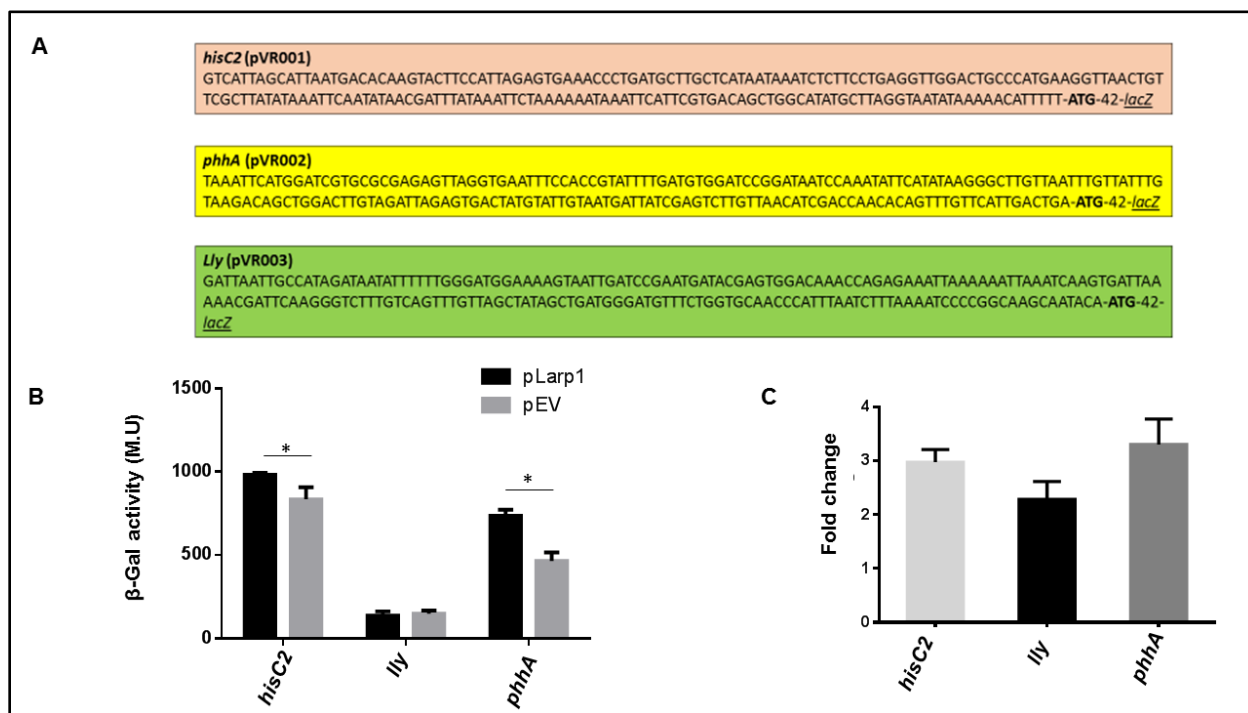 A
hisC2 (pVR001)
GTCATTAGCATTAATGACACAAGTACTTCCATTAGAGTGAAACCCTGATGCTTGCTCATAATAAATCTCTTCCTGAGGTTGGACTGCCCATGAAGGTTAACTGT
TCGCTTATATAAATTCAATATAACGATTTATAAATTCTAAAAAATAAATTCATTCGTGACAGCTGGCATATGCTTAGGTAATATAAAAACATTTTT-ATG-42-lacZ
phhA (pVR002)
TAAATTCATGGATCGTGCGCGAGAGTTAGGTGAATTTCCACCGTATTTTGATGTGGATCCGGATAATCCAAATATTCATATAAGGGCTTGTTAATTTGTTATTTG
TAAGACAGCTGGACTTGTAGATTAGAGTGACTATGTATTGTAATGATTATCGAGTCTTGTTAACATCGACCAACACAGTTTGTTCATTGACTGA-ATG-42-lacZ
Lly (pVR003)
GATTAATTGCCATAGATAATATTTTTTGGGATGGAAAAGTAATTGATCCGAATGATACGAGTGGACAAACCAGAGAAATTAAAAAATTAAATCAAGTGATTAA
AAACGATTCAAGGGTCTTTGTCAGTTTGTTAGCTATAGCTGATGGGATGTTTCTGGTGCAACCCATTTAATCTTTAAAATCCCCGGCAAGCAATACA-ATG-42-
lacZ
B
β-Gal activity (M.U)
1500
1000
500
0
pLarp1
pEV
*
*
hisC2
lly
phhA
C
Fold change
4
3
2
1
0
hisC2
lly
phhA